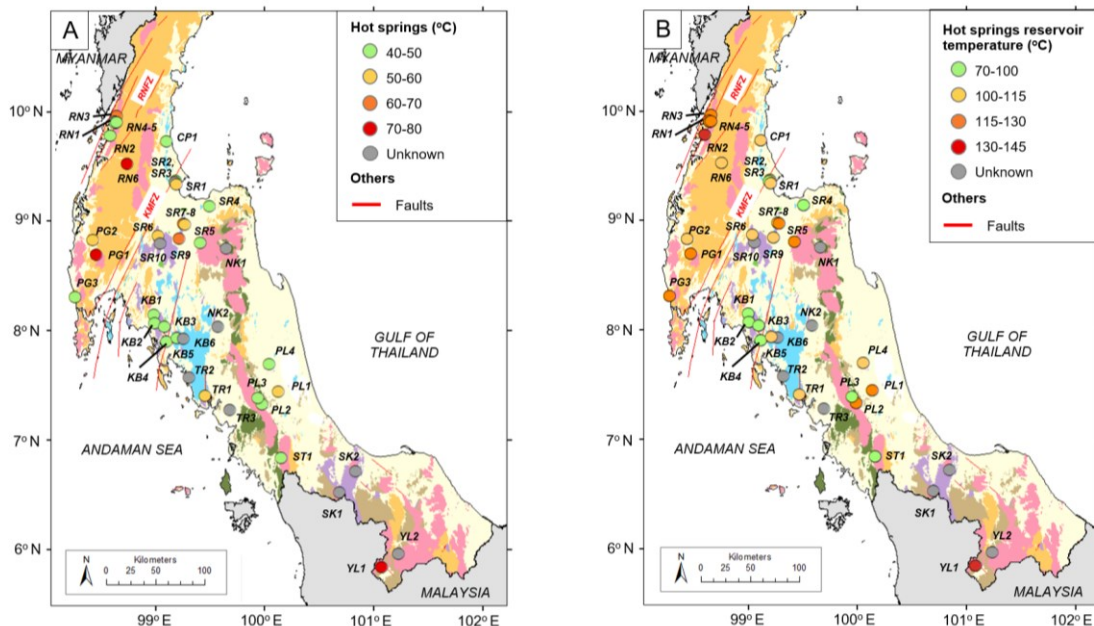 A
Hot springs (ºC)
40-50
50-60
60-70
70-80
Unknown
Others
Faults
MYANMAR
RNFZ
KMFZ
10°N
9°N
8°N
7°N
6°N
RN3
RN1
RN4-5
RN2
RN6
CP1
SR2,
SR3
SR1
SR4
SR7-8
SR6
SR5
SR10
SR9
NK1
PG2
PG1
PG3
KB1
KB3
NK2
KB2
KB6
KB5
KB4
TR2
TR1
TR3
PL4
PL3
PL1
PL2
ST1
SK2
SK1
YL2
YL1
GULF OF
THAILAND
ANDAMAN SEA
MALAYSIA
N
Kilometers
0 25 50 100
99°E
100°E
101°E
102°E
B
Hot springs reservoir
temperature (ºC)
70-100
100-115
115-130
130-145
Unknown
Others
Faults
MYANMAR
RNFZ
KMFZ
10°N
9°N
8°N
7°N
6°N
RN3
RN1
RN4-5
RN2
RN6
CP1
SR2,
SR3
SR1
SR4
SR7-8
SR6
SR5
SR10
SR9
NK1
PG2
PG1
PG3
KB1
KB3
NK2
KB2
KB6
KB5
KB4
TR2
TR1
TR3
PL4
PL3
PL1
PL2
ST1
SK2
SK1
YL2
YL1
GULF OF
THAILAND
ANDAMAN SEA
MALAYSIA
N
Kilometers
0 25 50 100
99°E
100°E
101°E
102°E